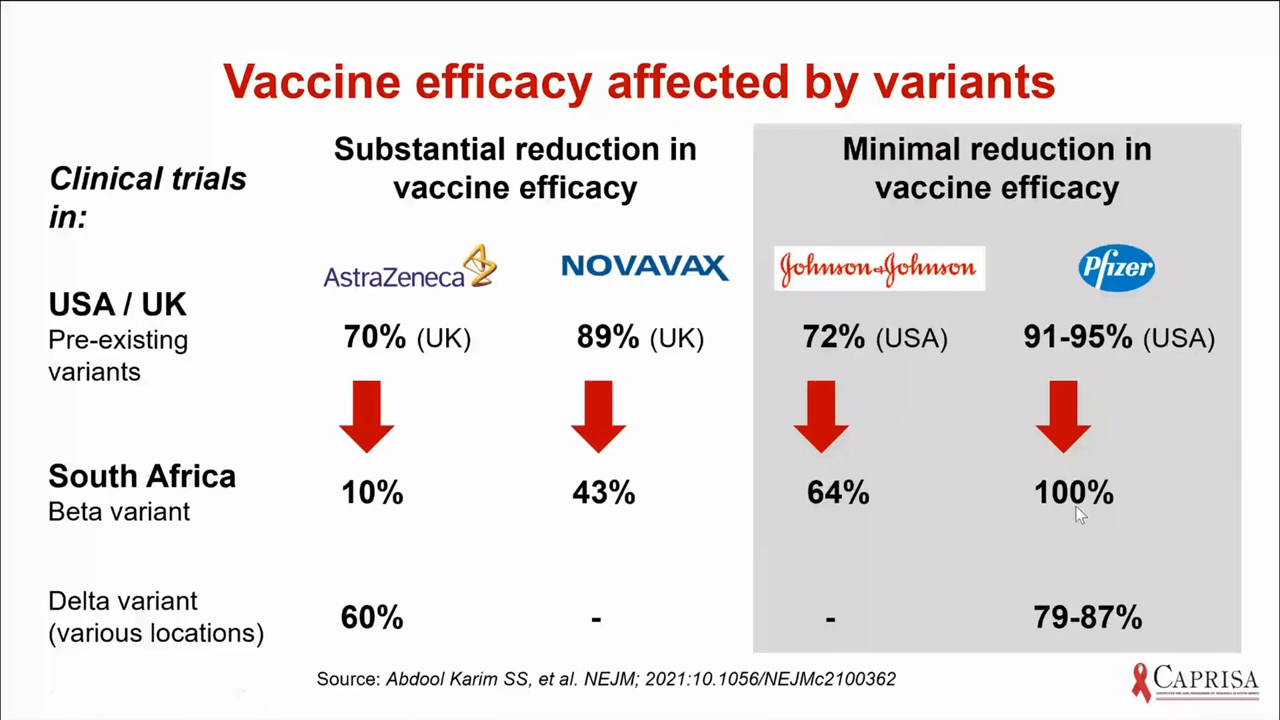 Vaccine efficacy affected by variants
Clinical trials
in:
Substantial reduction in
vaccine efficacy
Minimal reduction in
vaccine efficacy
AstraZeneca
NOVAVAX
Johnson & Johnson
Pfizer
USA / UK
Pre-existing
variants
70% (UK)
89% (UK)
72% (USA)
91-95% (USA)
South Africa
Beta variant
10%
43%
64%
100%
Delta variant
(various locations)
60%
-
-
79-87%
Source: Abdool Karim SS, et al. NEJM; 2021:10.1056/NEJMc2100362
CAPRISA